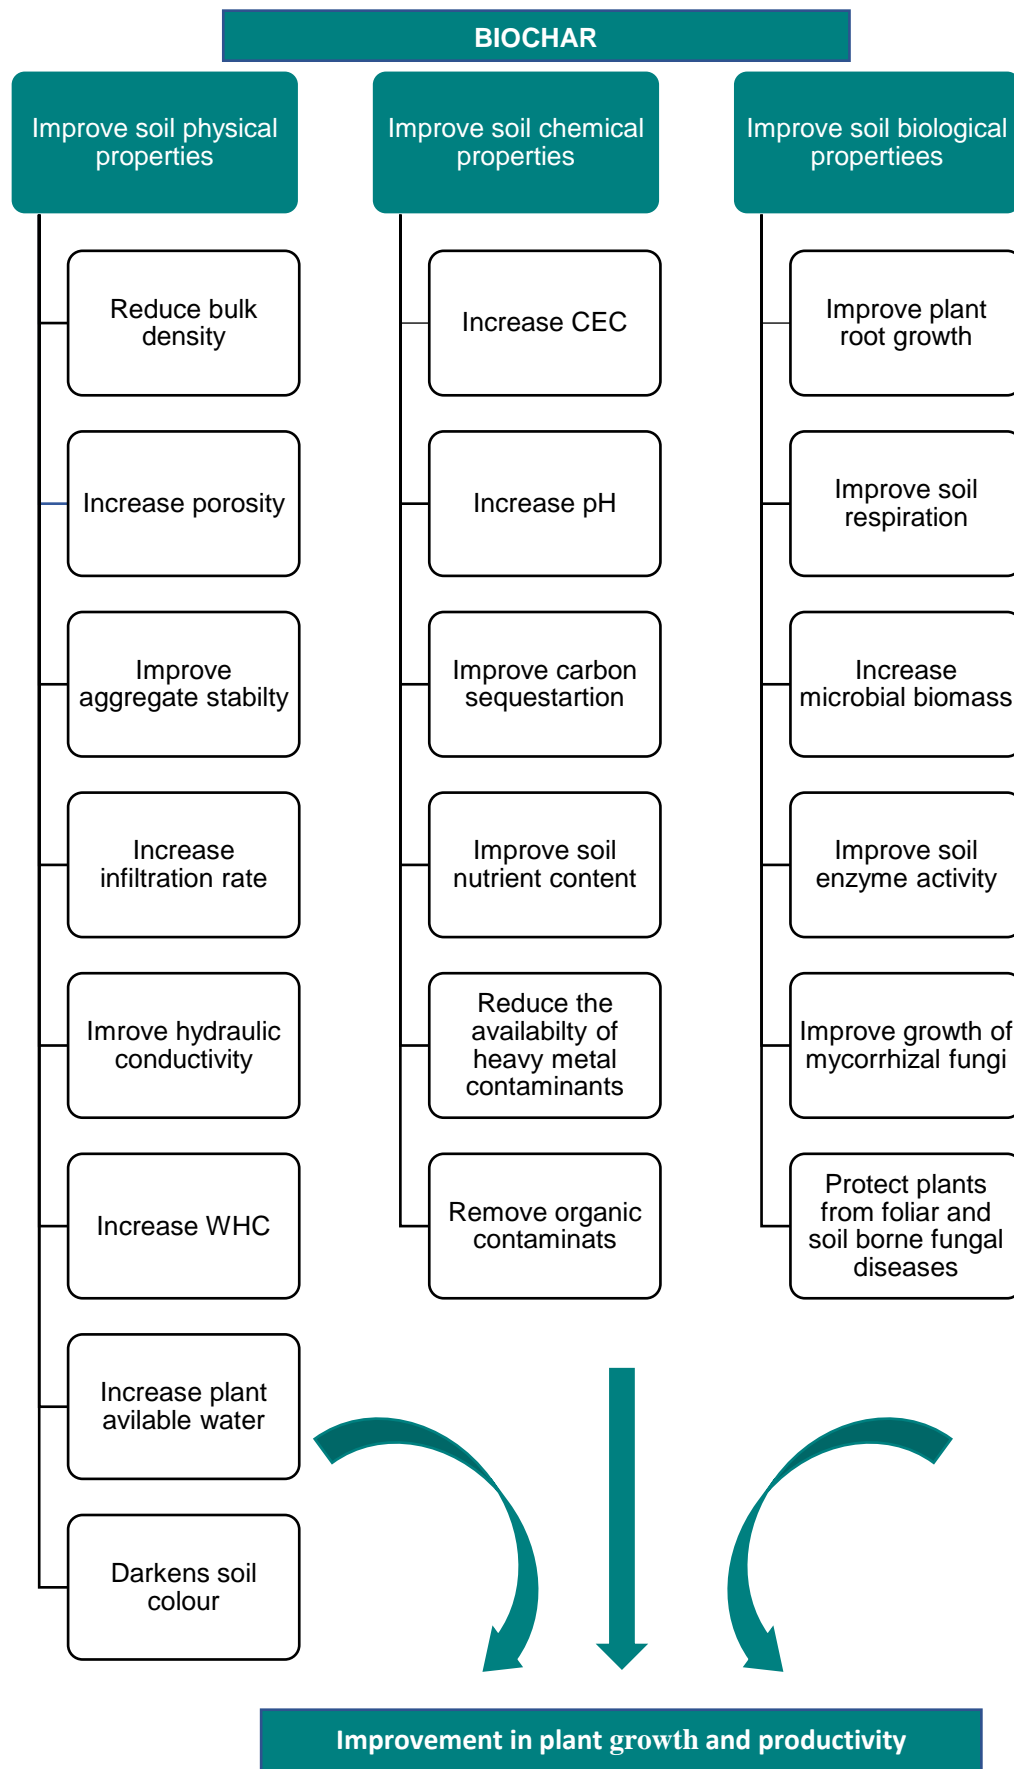 BIOCHAR
Improve soil physical
properties
Reduce bulk
density
Increase porosity
Improve
aggregate stabilty
Increase
infiltration rate
Imrove hydraulic
conductivity
Increase WHC
Increase plant
avilable water
Darkens soil
colour
Improve soil chemical
properties
Increase CEC
Increase pH
Improve carbon
sequestartion
Improve soil
nutrient content
Reduce the
availabilty of
heavy metal
contaminants
Remove organic
contaminats
Improve soil biological
propertiees
Improve plant
root growth
Improve soil
respiration
Increase
microbial biomass
Improve soil
enzyme activity
Improve growth of
mycorrhizal fungi
Protect plants
from foliar and
soil borne fungal
diseases
Improvement in plant growth and productivity